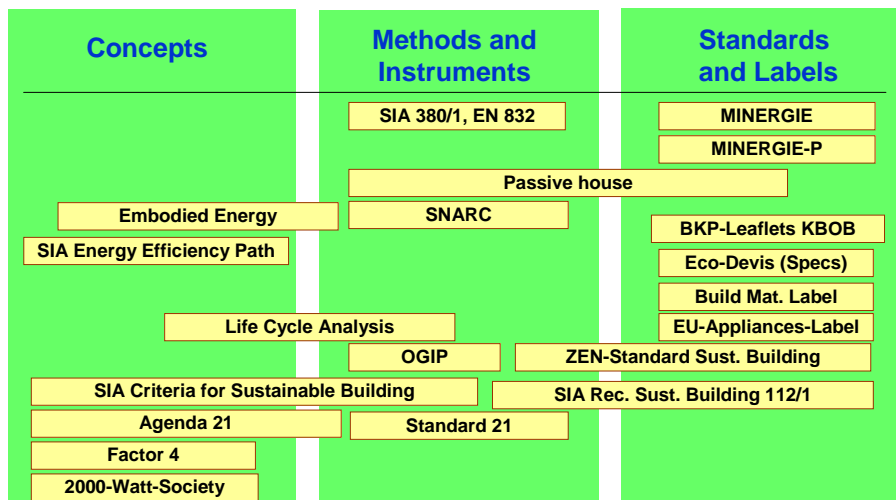 Concepts
Methods and
Instruments
Standards
and Labels
SIA 380/1, EN 832
MINERGIE
MINERGIE-P
Passive house
Embodied Energy
SNARC
BKP-Leaflets KBOB
SIA Energy Efficiency Path
Eco-Devis (Specs)
Build Mat. Label
Life Cycle Analysis
EU-Appliances-Label
OGIP
ZEN-Standard Sust. Building
SIA Criteria for Sustainable Building
SIA Rec. Sust. Building 112/1
Agenda 21
Standard 21
Factor 4
2000-Watt-Society